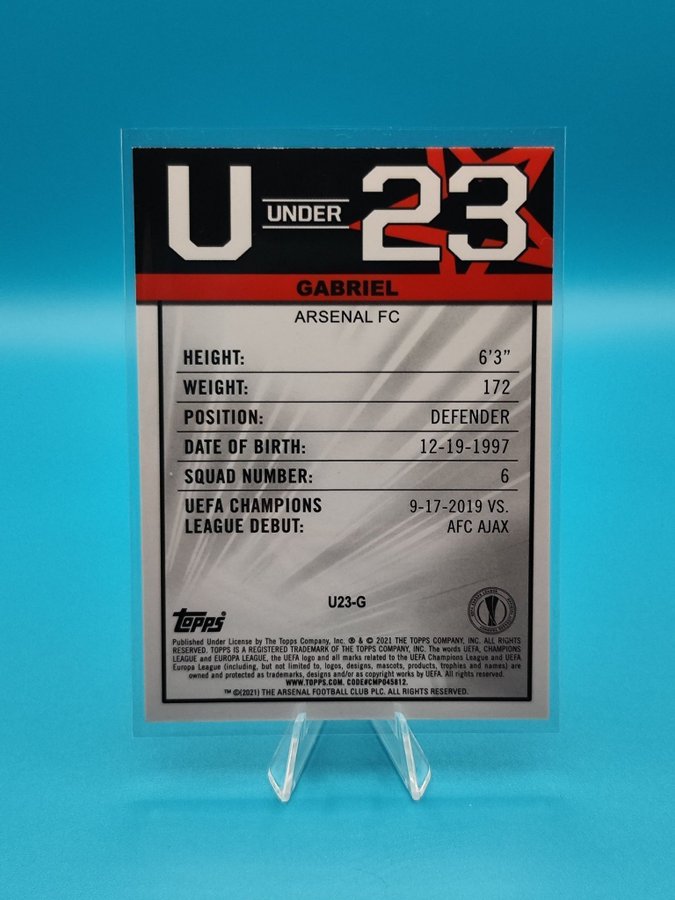 U UNDER 23
GABRIEL
ARSENAL FC
HEIGHT: 6'3"
WEIGHT: 172
POSITION: DEFENDER
DATE OF BIRTH: 12-19-1997
SQUAD NUMBER: 6
UEFA CHAMPIONS 9-17-2019 VS.
LEAGUE DEBUT: AFC AJAX
U23-G
topps
Published Under License by The Topps Company, Inc. ® & © 2021 THE TOPPS COMPANY, INC. ALL RIGHTS
RESERVED. TOPPS IS A REGISTERED TRADEMARK OF THE TOPPS COMPANY, INC. The words UEFA, CHAMPIONS
LEAGUE and EUROPA LEAGUE, the UEFA logo and all marks related to the UEFA Champions League and UEFA
Europa League (including, but not limited to, logos, designs, mascots, products, trophies and names) are
owned and protected as trademarks, designs and/or as copyright works by UEFA. All rights reserved.
WWW.TOPPS.COM. CODE#CMP045812.
™ ©(2021) THE ARSENAL FOOTBALL CLUB PLC. ALL RIGHTS RESERVED.